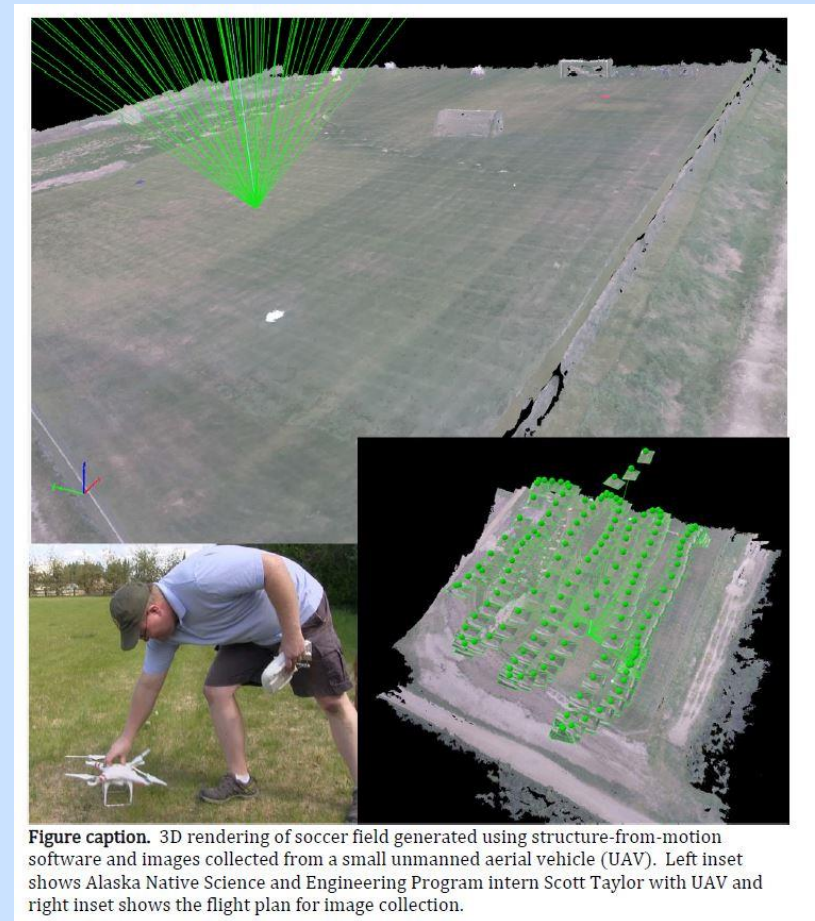 Figure caption. 3D rendering of soccer field generated using structure-from-motion
software and images collected from a small unmanned aerial vehicle (UAV). Left inset
shows Alaska Native Science and Engineering Program intern Scott Taylor with UAV and
right inset shows the flight plan for image collection.